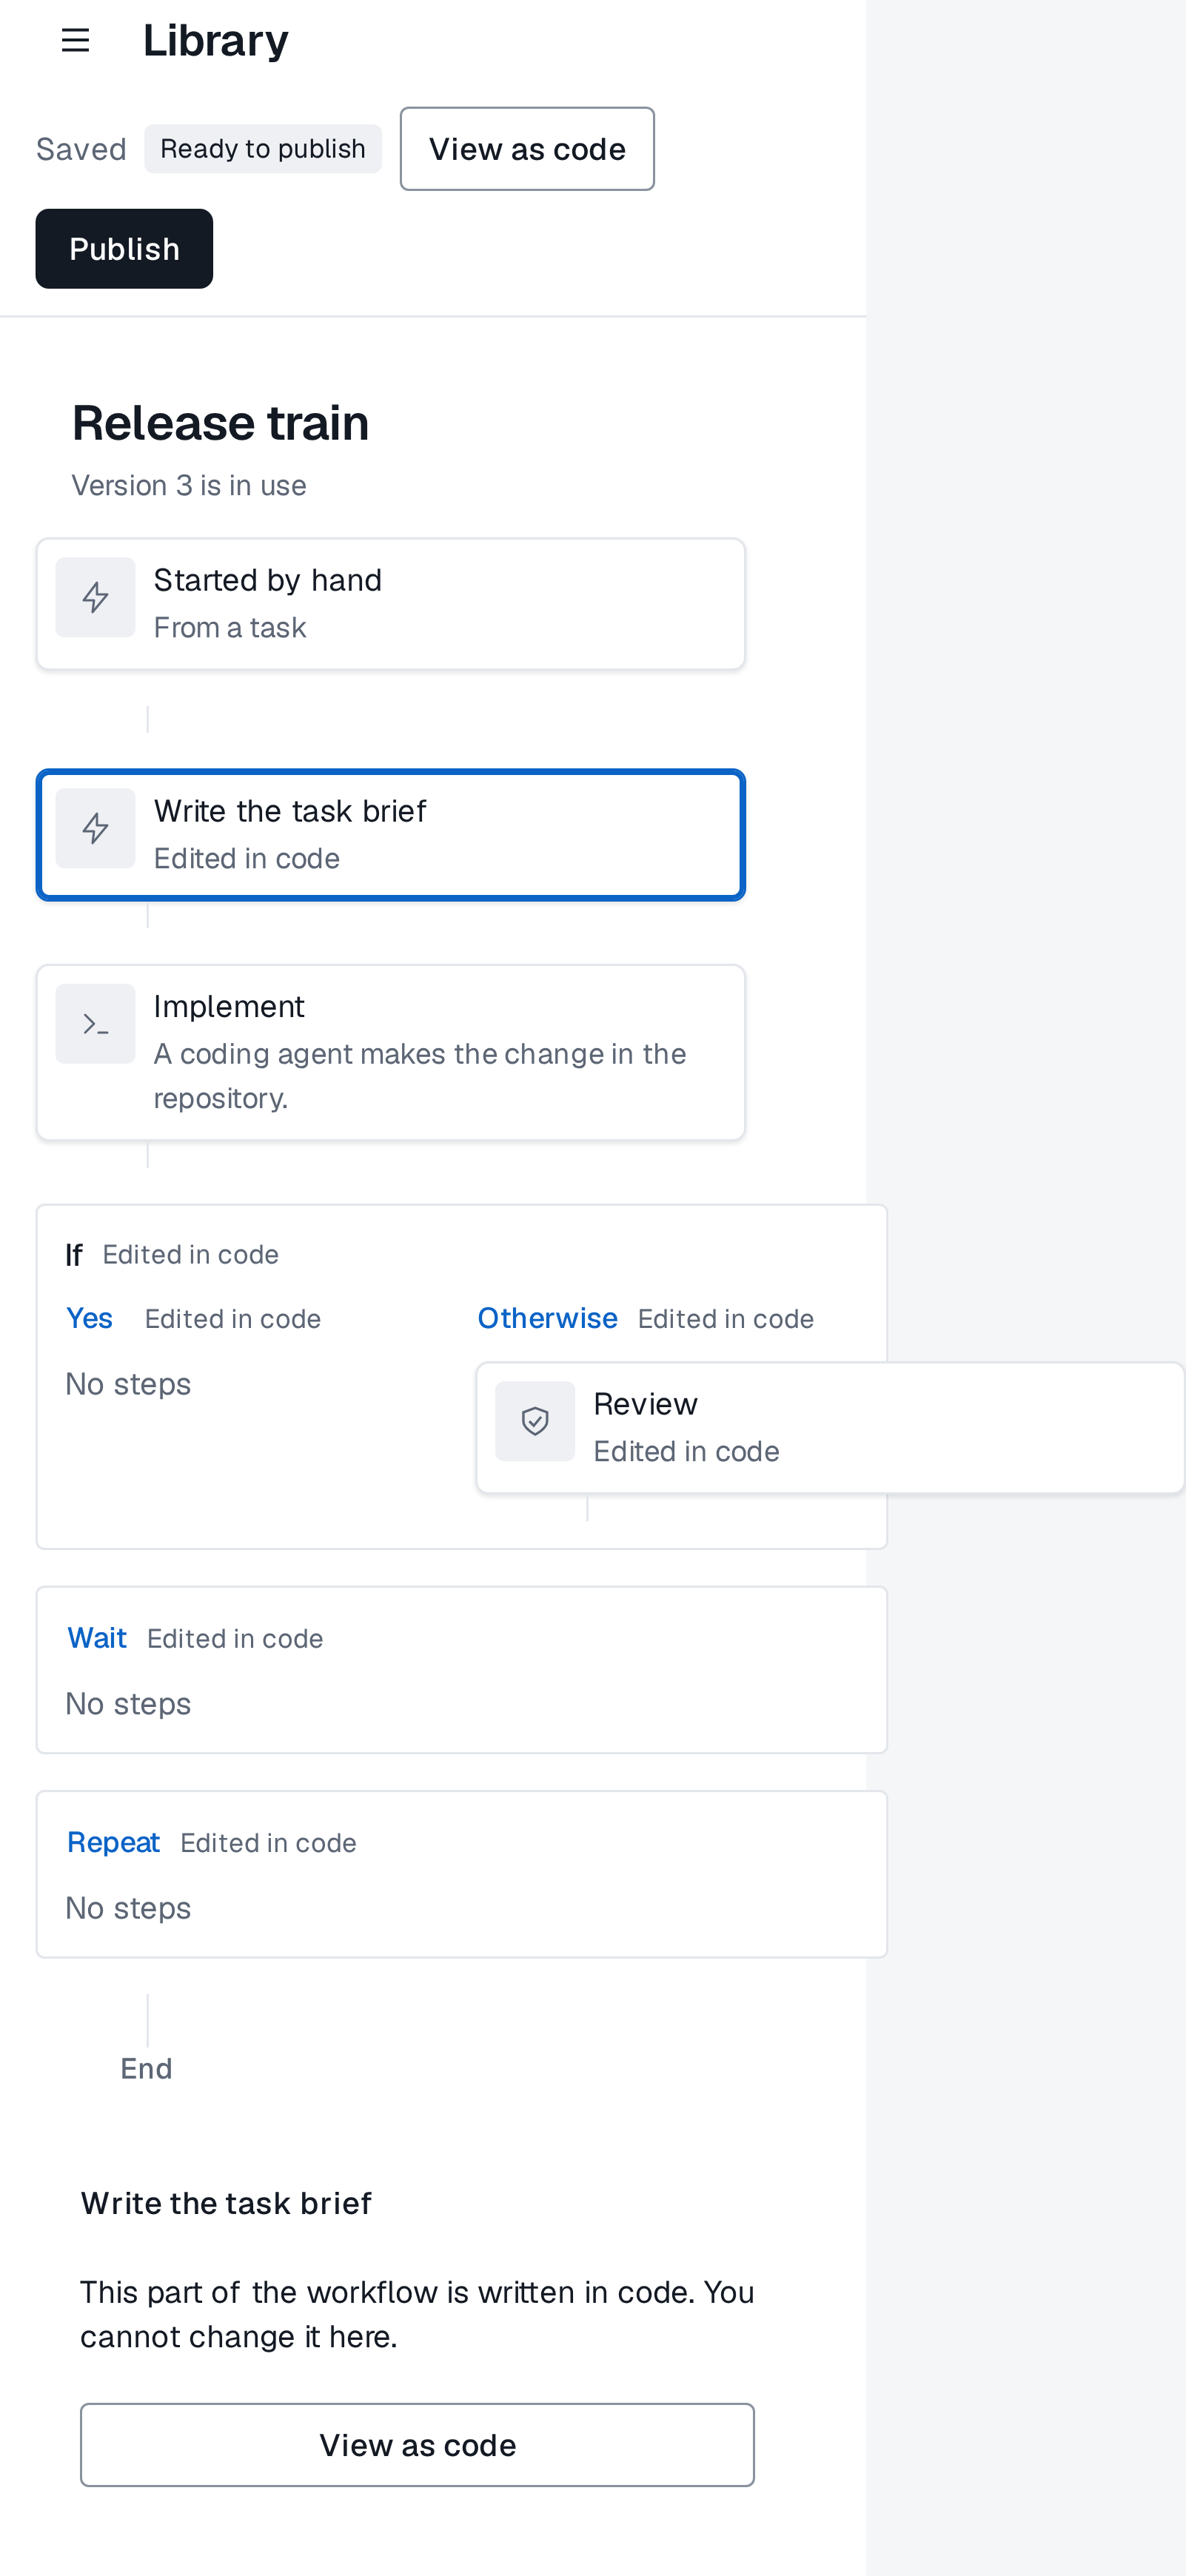 Library
Saved Ready to publish View as code
Publish
Release train
Version 3 is in use
Started by hand
From a task
Write the task brief
Edited in code
Implement
A coding agent makes the change in the
repository.
If Edited in code
Yes Edited in code Otherwise Edited in code
No steps
Review
Edited in code
Wait Edited in code
No steps
Repeat Edited in code
No steps
End
Write the task brief
This part of the workflow is written in code. You
cannot change it here.
View as code